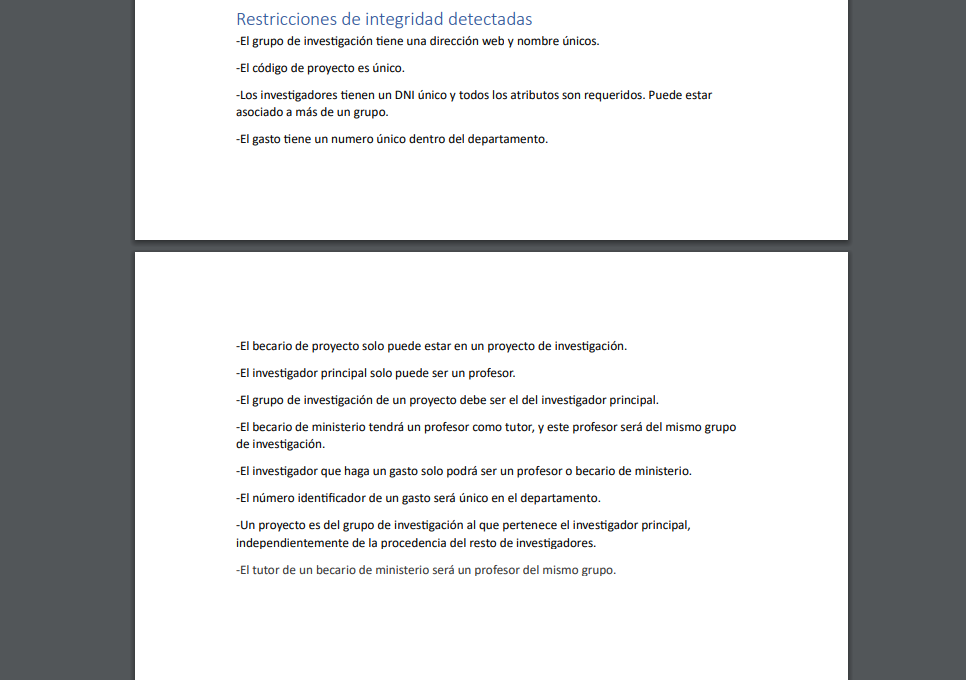 Restricciones de integridad detectadas
-El grupo de investigación tiene una dirección web y nombre únicos.
-El código de proyecto es único.
-Los investigadores tienen un DNI único y todos los atributos son requeridos. Puede estar
asociado a más de un grupo.
-El gasto tiene un numero único dentro del departamento.
-El becario de proyecto solo puede estar en un proyecto de investigación.
-El investigador principal solo puede ser un profesor.
-El grupo de investigación de un proyecto debe ser el del investigador principal.
-El becario de ministerio tendrá un profesor como tutor, y este profesor será del mismo grupo
de investigación.
-El investigador que haga un gasto solo podrá ser un profesor o becario de ministerio.
-El número identificador de un gasto será único en el departamento.
-Un proyecto es del grupo de investigación al que pertenece el investigador principal,
independientemente de la procedencia del resto de investigadores.
-El tutor de un becario de ministerio será un profesor del mismo grupo.